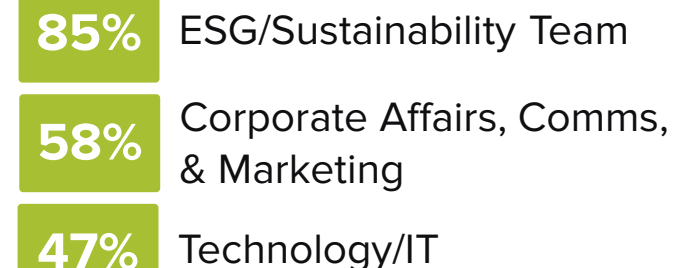 85% ESG/Sustainability Team
58% Corporate Affairs, Comms,
& Marketing
47% Technology/IT